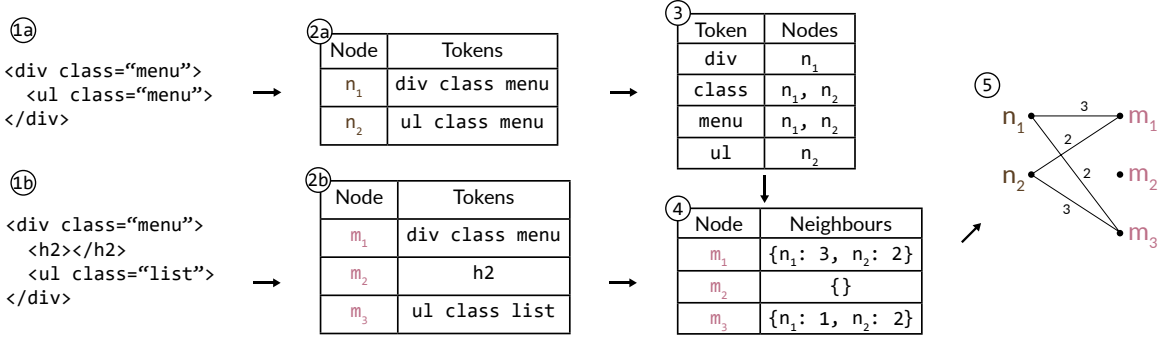 1a
<div class=“menu”>
<ul class=“menu”>
</div>
2a
Node Tokens
n1 div class menu
n2 ul class menu
3
Token Nodes
div n1
class n1, n2
menu n1, n2
ul n2
1b
<div class=“menu”>
<h2></h2>
<ul class=“list”>
</div>
2b
Node Tokens
m1 div class menu
m2 h2
m3 ul class list
4
Node Neighbours
m1 {n1: 3, n2: 2}
m2 {}
m3 {n1: 1, n2: 2}
5
n1 3 m1
2
n2 2 m2
3
m3